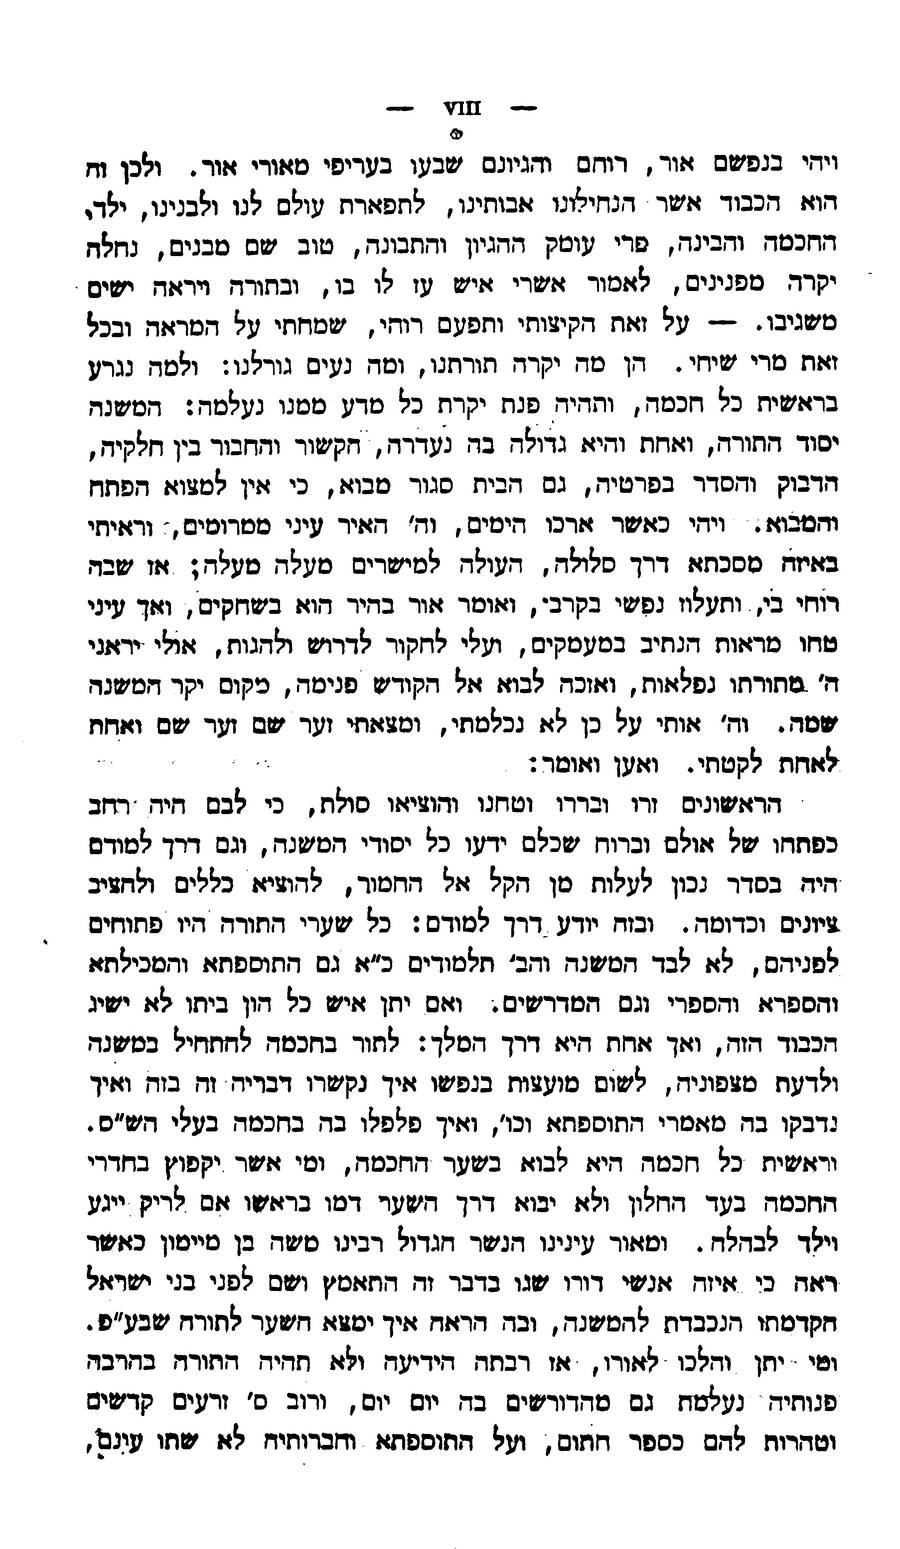 — VIII —
ויהי בנפשם אור, רוחם והגיונם שבעו בעריפי מאורי אור. ולכן זה
הוא הכבוד אשר הנחילונו אבותינו, לתפארת עולם לנו ולבנינו, ילד,
החכמה והבינה, פרי עומק ההגיון והתבונה, טוב שם מבנים, נחלה
יקרה מפנינים, לאמור אשרי איש עז לו בו, ובתורה ויראה ישים
משגיבו. — על זאת הקיצותי ותפעם רוחי, שמחתי על המראה ובכל
זאת מרי שיחי. הן מה יקרה תורתנו, ומה נעים גורלנו: ולמה נגרע
בראשית כל חכמה, ותהיה פנת יקרת כל מדע ממנו נעלמה: המשנה
יסוד התורה, ואחת והיא גדולה בה נעדרה, הקשור והחבור בין חלקיה,
הדבוק והסדר בפרטיה, גם הבית סגור מבוא, כי אין למצוא הפתח
והמבוא. ויהי כאשר ארכו הימים, וה׳ האיר עיני ממרומים, וראיתי
באיזה מסכתא דרך סלולה, העולה למישרים מעלה מעלה; אז שבה
רוחי בי, ותעלוז נפשי בקרבי, ואומר אור בהיר הוא בשחקים, ואך עיני
טחו מראות הנתיב במעמקים, ועלי לחקור לדרוש ולהגות, אולי יראני
ה׳ מתורתו נפלאות, ואזכה לבוא אל הקודש פנימה, מקום יקר המשנה
שמה. וה׳ אותי על כן לא נכלמתי, ומצאתי זער שם זער שם ואחת
לאחת לקטתי. ואען ואומר:
הראשונים זרו ובררו וטחנו והוציאו סולת, כי לבם היה רחב
כפתחו של אולם וברוח שכלם ידעו כל יסודי המשנה, וגם דרך למודם
היה בסדר נכון לעלות מן הקל אל החמור, להוציא כללים ולהציב
ציונים וכדומה. ובזה יודע דרך למודם: כל שערי התורה היו פתוחים
לפניהם, לא לבד המשנה והב׳ תלמודים כ״א גם התוספתא והמכילתא
והספרא והספרי וגם המדרשים. ואם יתן איש כל הון ביתו לא ישיג
הכבוד הזה, ואך אחת היא דרך המלך: לתור בחכמה להתחיל במשנה
ולדעת מצפוניה, לשום מועצות בנפשו איך נקשרו דבריה זה בזה ואיך
נדבקו בה מאמרי התוספתא וכו׳, ואיך פלפלו בה בחכמה בעלי הש״ס.
וראשית כל חכמה היא לבוא בשער החכמה, ומי אשר יקפוץ בחדרי
החכמה בעד החלון ולא יבוא דרך השער דמו בראשו אם לריק ייגע
וילד לבהלה. ומאור עינינו הנשר הגדול רבינו משה בן מיימון כאשר
ראה כי איזה אנשי דורו שגו בדבר זה התאמץ ושם לפני בני ישראל
הקדמתו הנכבדת להמשנה, ובה הראה איך ימצא השער לתורה שבע״פ.
ומי יתן והלכו לאורו, אז רבתה הידיעה ולא תהיה התורה בהרבה
פנותיה נעלמת גם מהדורשים בה יום יום, ורוב ס׳ זרעים קדשים
וטהרות להם כספר חתום, ועל התוספתא וחברותיה לא שתו עינם,